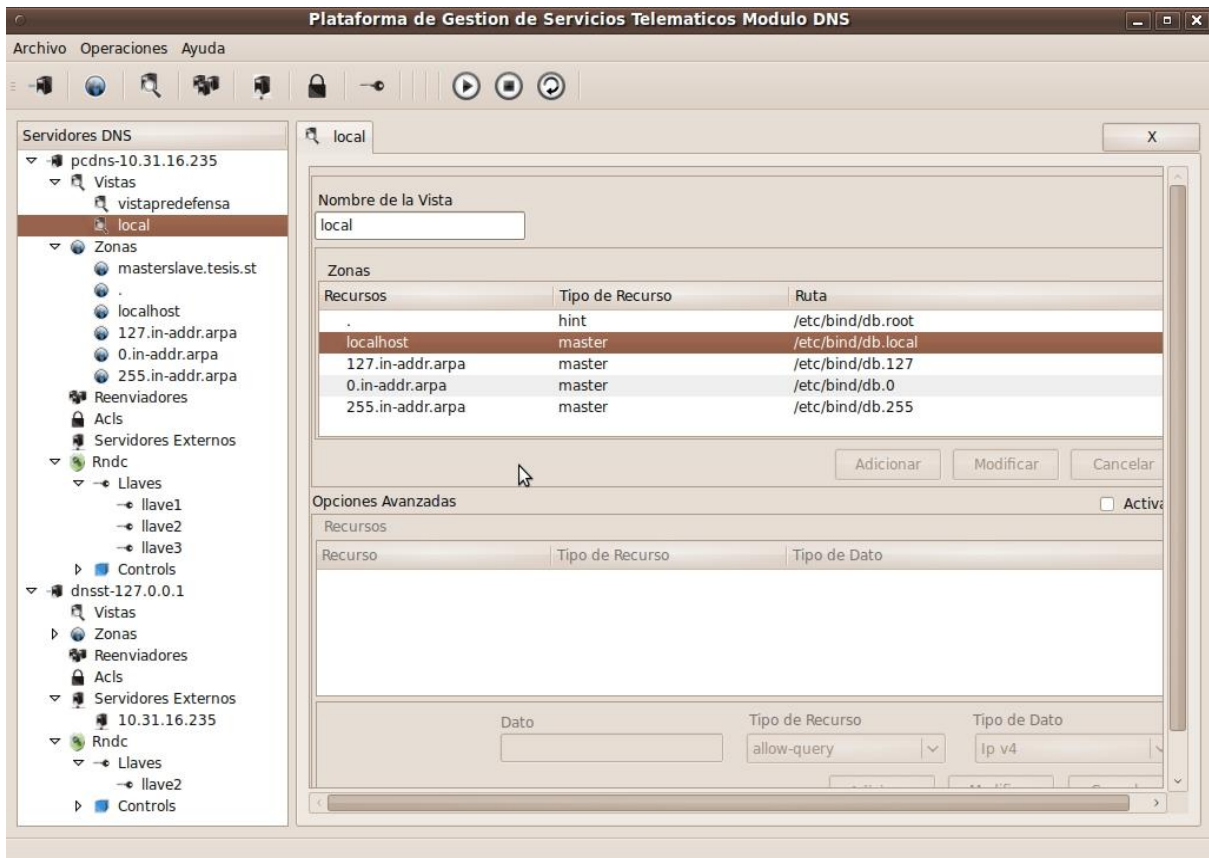 Plataforma de Gestion de Servicios Telematicos Modulo DNS
Archivo Operaciones Ayuda
Servidores DNS
pcdns-10.31.16.235
Vistas
vistapredefensa
local
Zonas
masterslave.tesis.st
.
localhost
127.in-addr.arpa
0.in-addr.arpa
255.in-addr.arpa
Reenviadores
Acls
Servidores Externos
Rndc
Llaves
llave1
llave2
llave3
Controls
dnsst-127.0.0.1
Vistas
Zonas
Reenviadores
Acls
Servidores Externos
10.31.16.235
Rndc
Llaves
llave2
Controls
local
X
Nombre de la Vista
local
Zonas
Recursos Tipo de Recurso Ruta
. hint /etc/bind/db.root
localhost master /etc/bind/db.local
127.in-addr.arpa master /etc/bind/db.127
0.in-addr.arpa master /etc/bind/db.0
255.in-addr.arpa master /etc/bind/db.255
Adicionar Modificar Cancelar
Opciones Avanzadas Activa
Recursos
Recurso Tipo de Recurso Tipo de Dato
Dato Tipo de Recurso Tipo de Dato
allow-query Ip v4